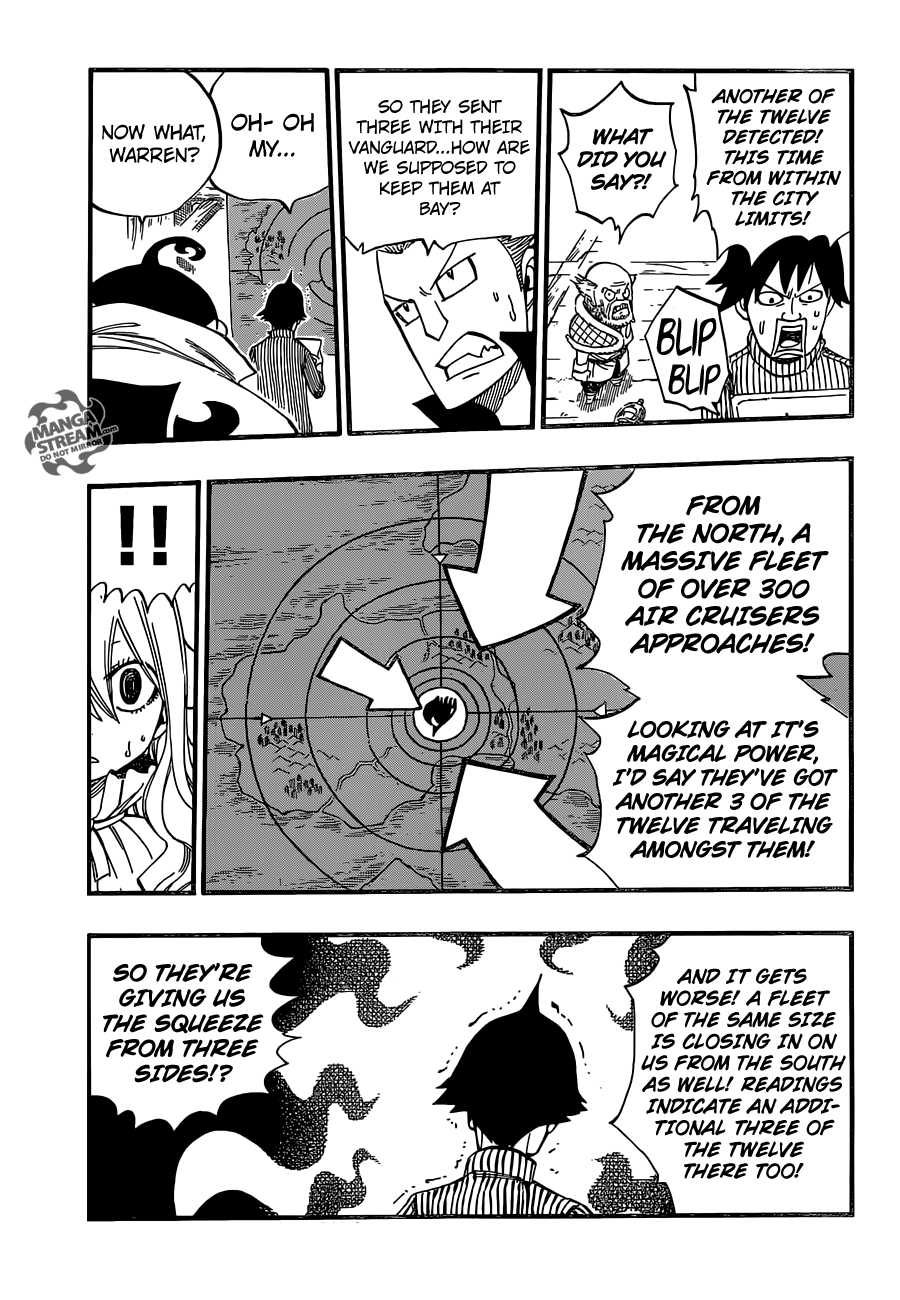 ANOTHER OF
THE TWELVE
DETECTED!
THIS TIME
FROM WITHIN
THE CITY
LIMITS!
WHAT
DID YOU
SAY?!
BLIP
BLIP
SO THEY SENT
THREE WITH THEIR
VANGUARD...HOW ARE
WE SUPPOSED TO
KEEP THEM AT
BAY?
OH- OH
MY...
NOW WHAT,
WARREN?
MANGA
STREAM.com
DO NOT MIRROR
FROM
THE NORTH, A
MASSIVE FLEET
OF OVER 300
AIR CRUISERS
APPROACHES!
LOOKING AT IT'S
MAGICAL POWER,
I'D SAY THEY'VE GOT
ANOTHER 3 OF THE
TWELVE TRAVELING
AMONGST THEM!
!!
AND IT GETS
WORSE! A FLEET
OF THE SAME SIZE
IS CLOSING IN ON
US FROM THE SOUTH
AS WELL! READINGS
INDICATE AN ADDI-
TIONAL THREE OF
THE TWELVE
THERE TOO!
SO THEY'RE
GIVING US
THE SQUEEZE
FROM THREE
SIDES!?